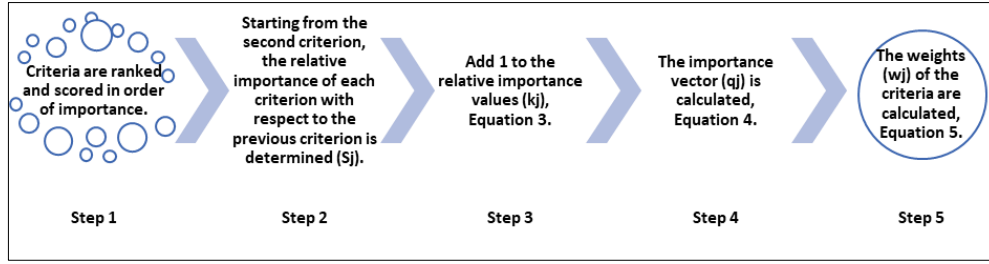 Criteria are ranked
and scored in order
of importance.
Starting from the
second criterion,
the relative
importance of each
criterion with
respect to the
previous criterion is
determined (Sj).
Add 1 to the
relative importance
values (kj),
Equation 3.
The importance
vector (qj) is
calculated,
Equation 4.
The weights
(wj) of the
criteria are
calculated,
Equation 5.
Step 1
Step 2
Step 3
Step 4
Step 5